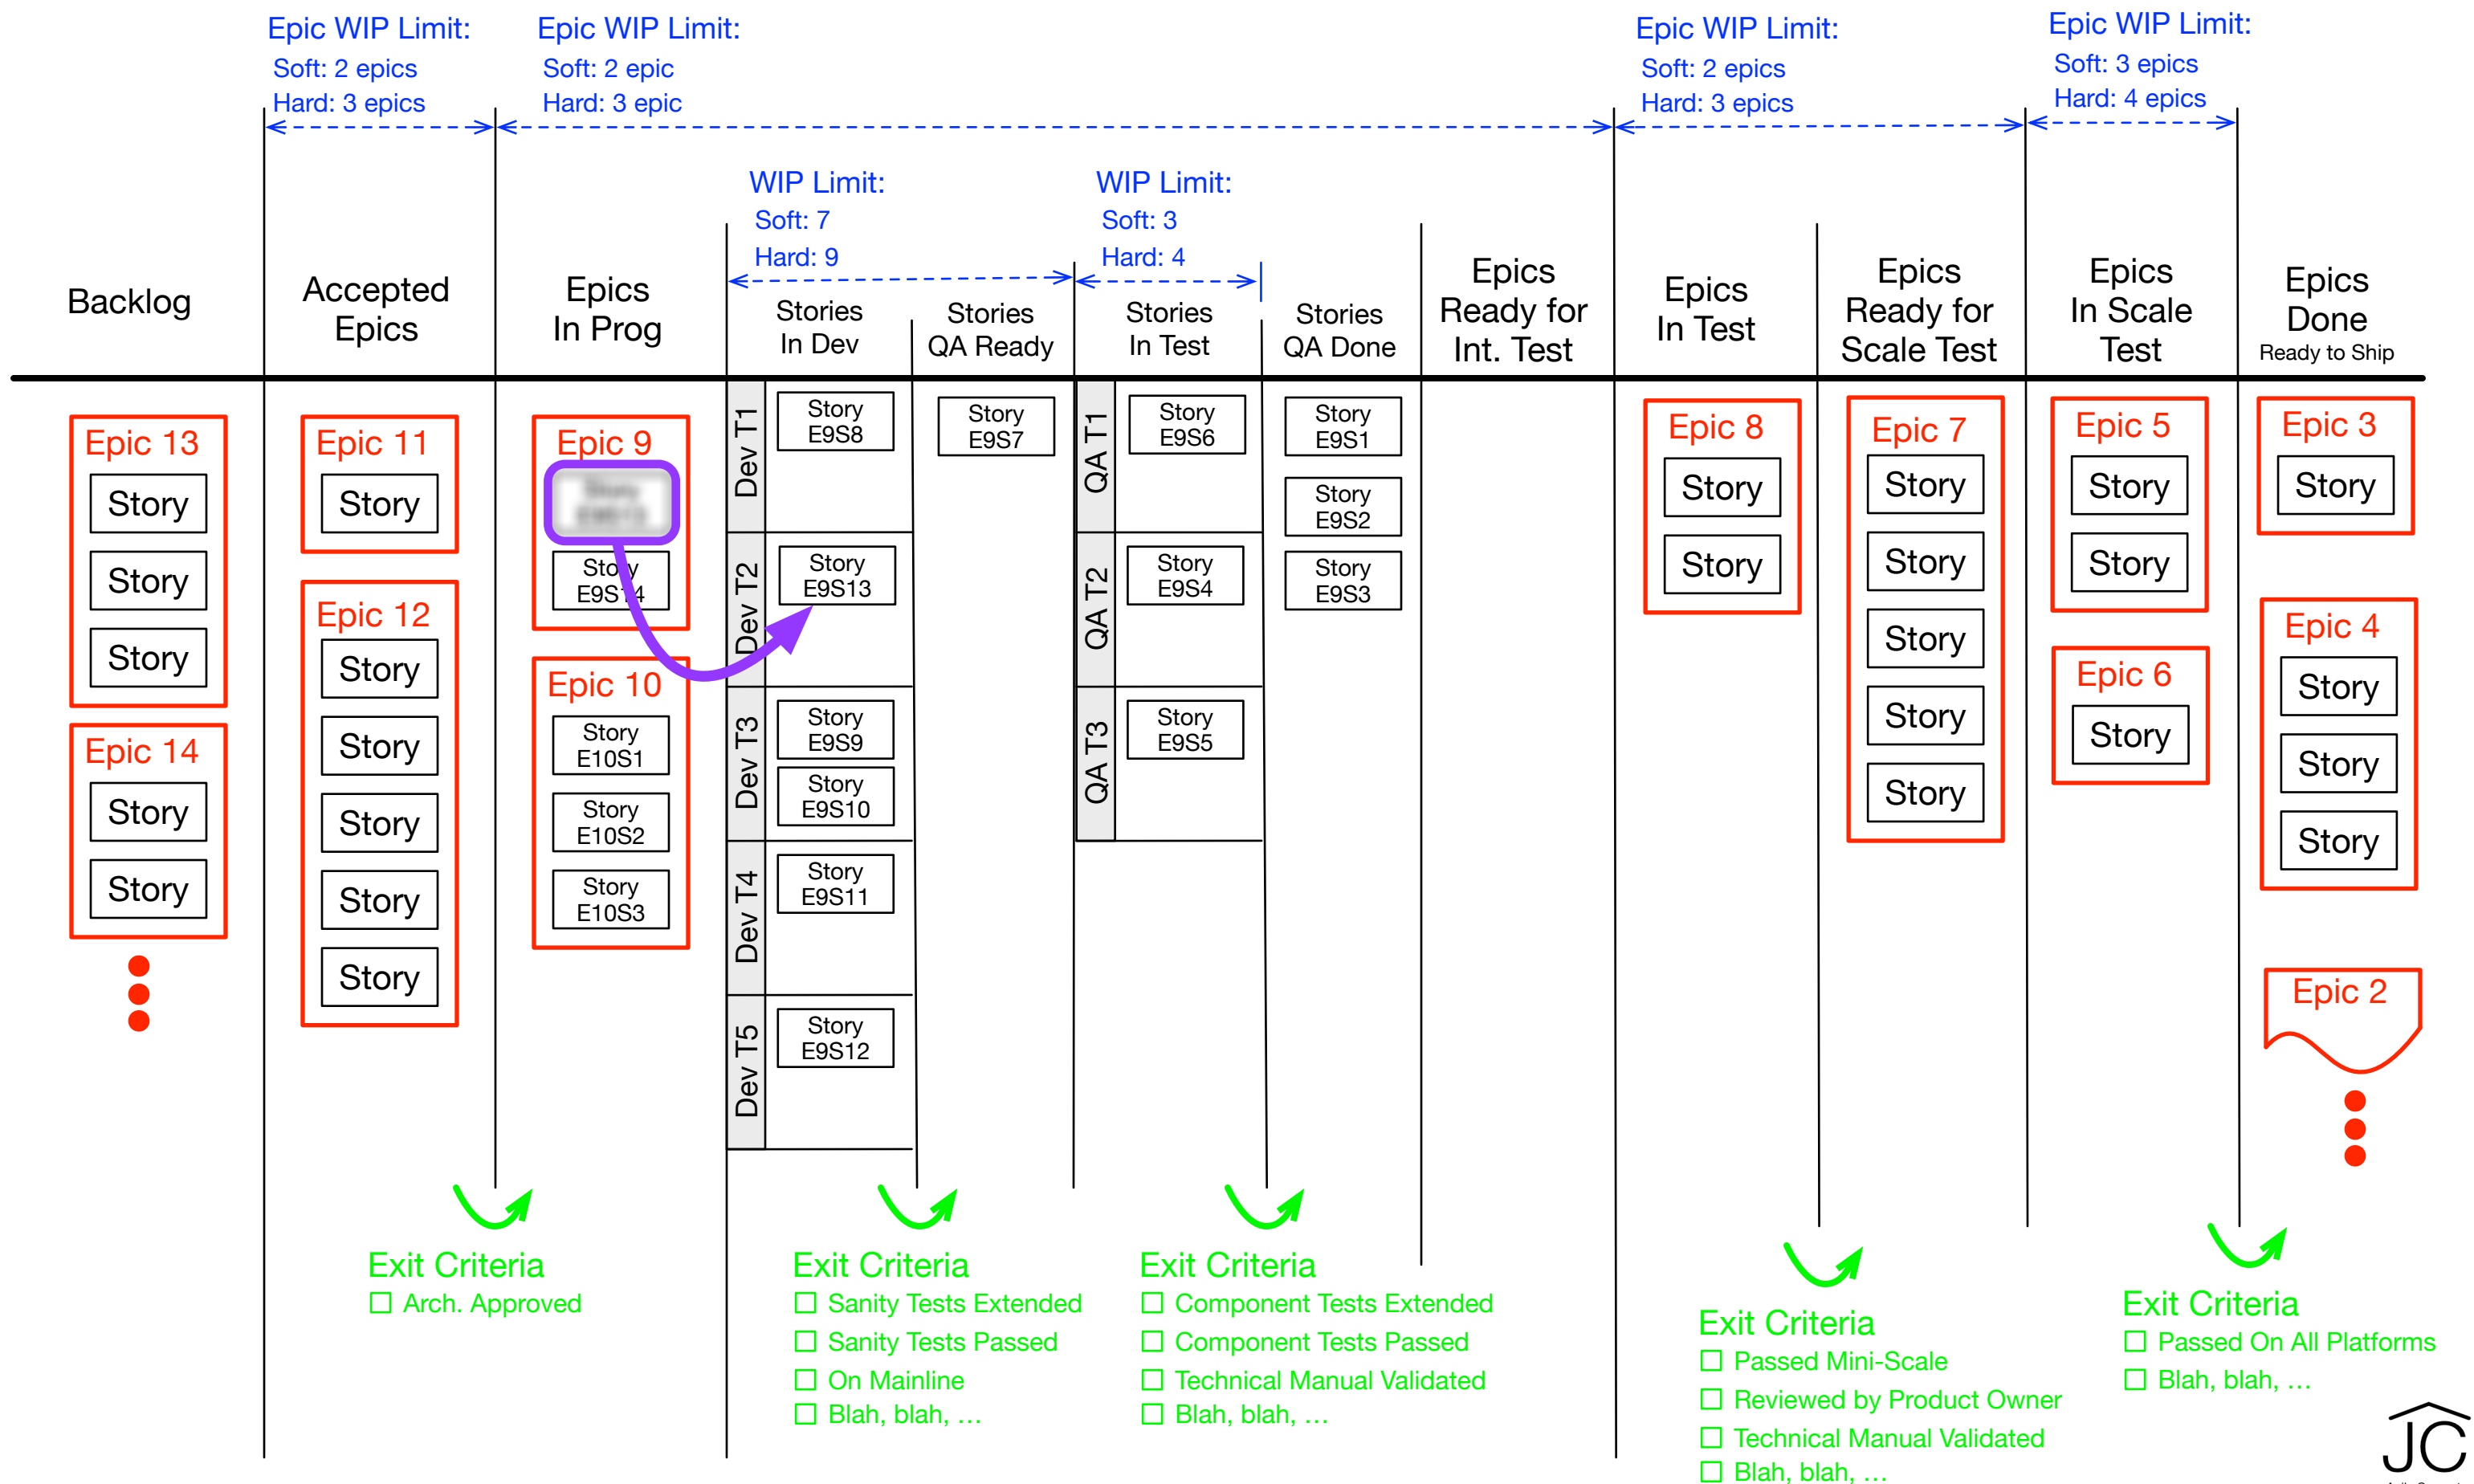 Epic WIP Limit:
Soft: 2 epics
Hard: 3 epics
Epic WIP Limit:
Soft: 2 epic
Hard: 3 epic
Epic WIP Limit:
Soft: 2 epics
Hard: 3 epics
Epic WIP Limit:
Soft: 3 epics
Hard: 4 epics
WIP Limit:
Soft: 7
Hard: 9
WIP Limit:
Soft: 3
Hard: 4
Backlog
Accepted
Epics
Epics
In Prog
Stories
In Dev
Stories
QA Ready
Stories
In Test
Stories
QA Done
Epics
Ready for
Int. Test
Epics
In Test
Epics
Ready for
Scale Test
Epics
In Scale
Test
Epics
Done
Ready to Ship
Epic 13
Story
Story
Story
Epic 14
Story
Story
Epic 11
Story
Epic 12
Story
Story
Story
Story
Story
Epic 9
Story
E9S14
Epic 10
Story
E10S1
Story
E10S2
Story
E10S3
Dev T1
Story
E9S8
Dev T2
Story
E9S13
Dev T3
Story
E9S9
Story
E9S10
Dev T4
Story
E9S11
Dev T5
Story
E9S12
Story
E9S7
QA T1
Story
E9S6
QA T2
Story
E9S4
QA T3
Story
E9S5
Story
E9S1
Story
E9S2
Story
E9S3
Epic 8
Story
Story
Epic 7
Story
Story
Story
Story
Story
Epic 5
Story
Story
Epic 6
Story
Epic 3
Story
Epic 4
Story
Story
Story
Epic 2
Exit Criteria
Arch. Approved
Exit Criteria
Sanity Tests Extended
Sanity Tests Passed
On Mainline
Blah, blah, …
Exit Criteria
Component Tests Extended
Component Tests Passed
Technical Manual Validated
Blah, blah, …
Exit Criteria
Passed Mini-Scale
Reviewed by Product Owner
Technical Manual Validated
Blah, blah, …
Exit Criteria
Passed On All Platforms
Blah, blah, …
JC